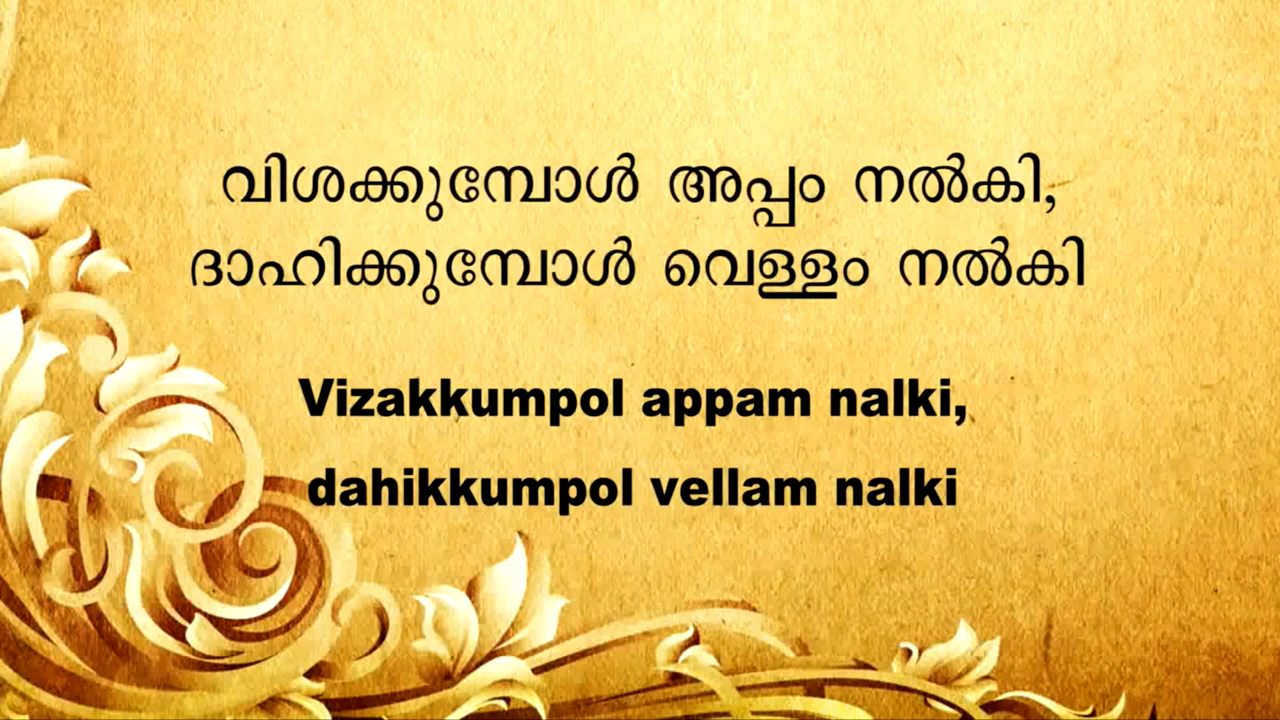 വിശക്കുമ്പോൾ അപ്പം നൽകി,
ദാഹിക്കുമ്പോൾ വെള്ളം നൽകി
Vizakkumpol appam nalki,
dahikkumpol vellam nalki